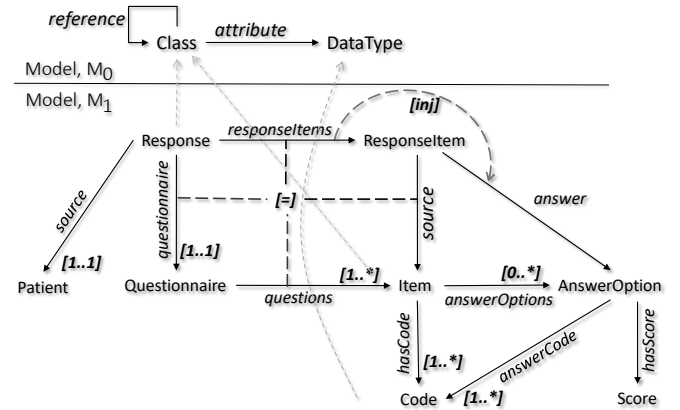 reference
Class
attribute
DataType
Model, M0
Model, M1
[inj]
Response
responseItems
ResponseItem
source
questionnaire
[=]
source
answer
[1..1]
[1..1]
[1..*]
[0..*]
Patient
Questionnaire
questions
Item
answerOptions
AnswerOption
hasCode
[1..*]
answerCode
hasScore
Code
[1..*]
Score